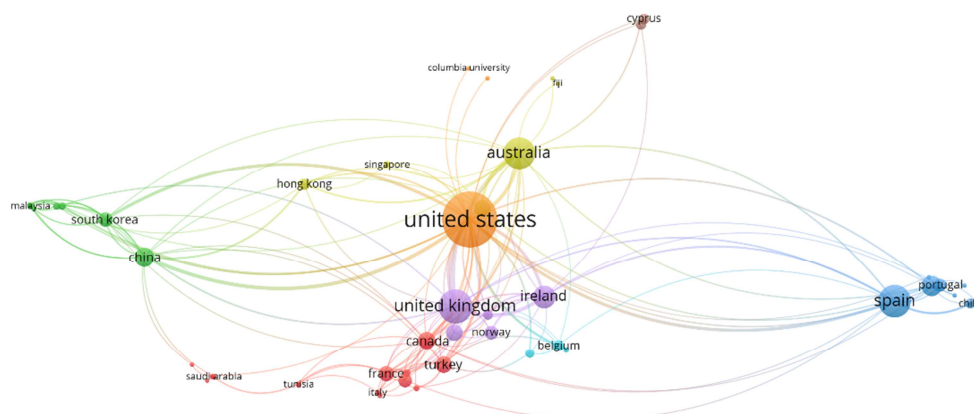 cyprus
columbia university
fiji
australia
singapore
hong kong
malaysia
south korea
united states
china
ireland
portugal
spain
united kingdom
norway
canada
belgium
turkey
france
saudi arabia
tunisia
italy